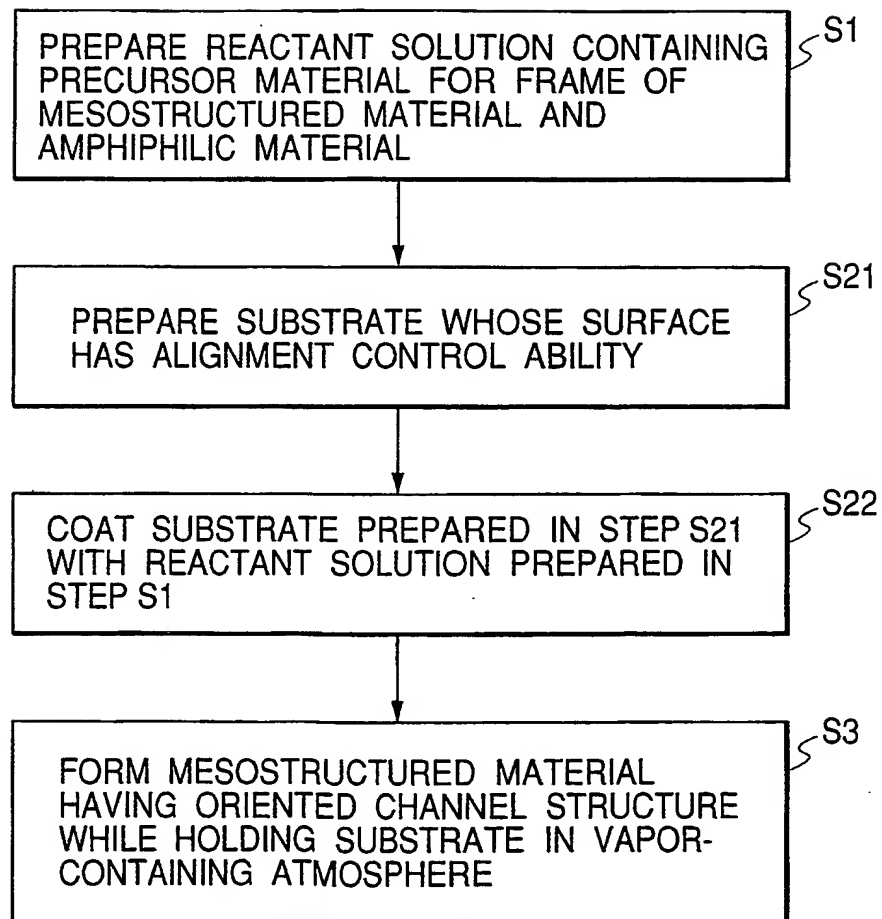 PREPARE REACTANT SOLUTION CONTAINING
PRECURSOR MATERIAL FOR FRAME OF
MESOSTRUCTURED MATERIAL AND
AMPHIPHILIC MATERIAL
S1
PREPARE SUBSTRATE WHOSE SURFACE
HAS ALIGNMENT CONTROL ABILITY
S21
COAT SUBSTRATE PREPARED IN STEP S21
WITH REACTANT SOLUTION PREPARED IN
STEP S1
S22
FORM MESOSTRUCTURED MATERIAL
HAVING ORIENTED CHANNEL STRUCTURE
WHILE HOLDING SUBSTRATE IN VAPOR-
CONTAINING ATMOSPHERE
S3